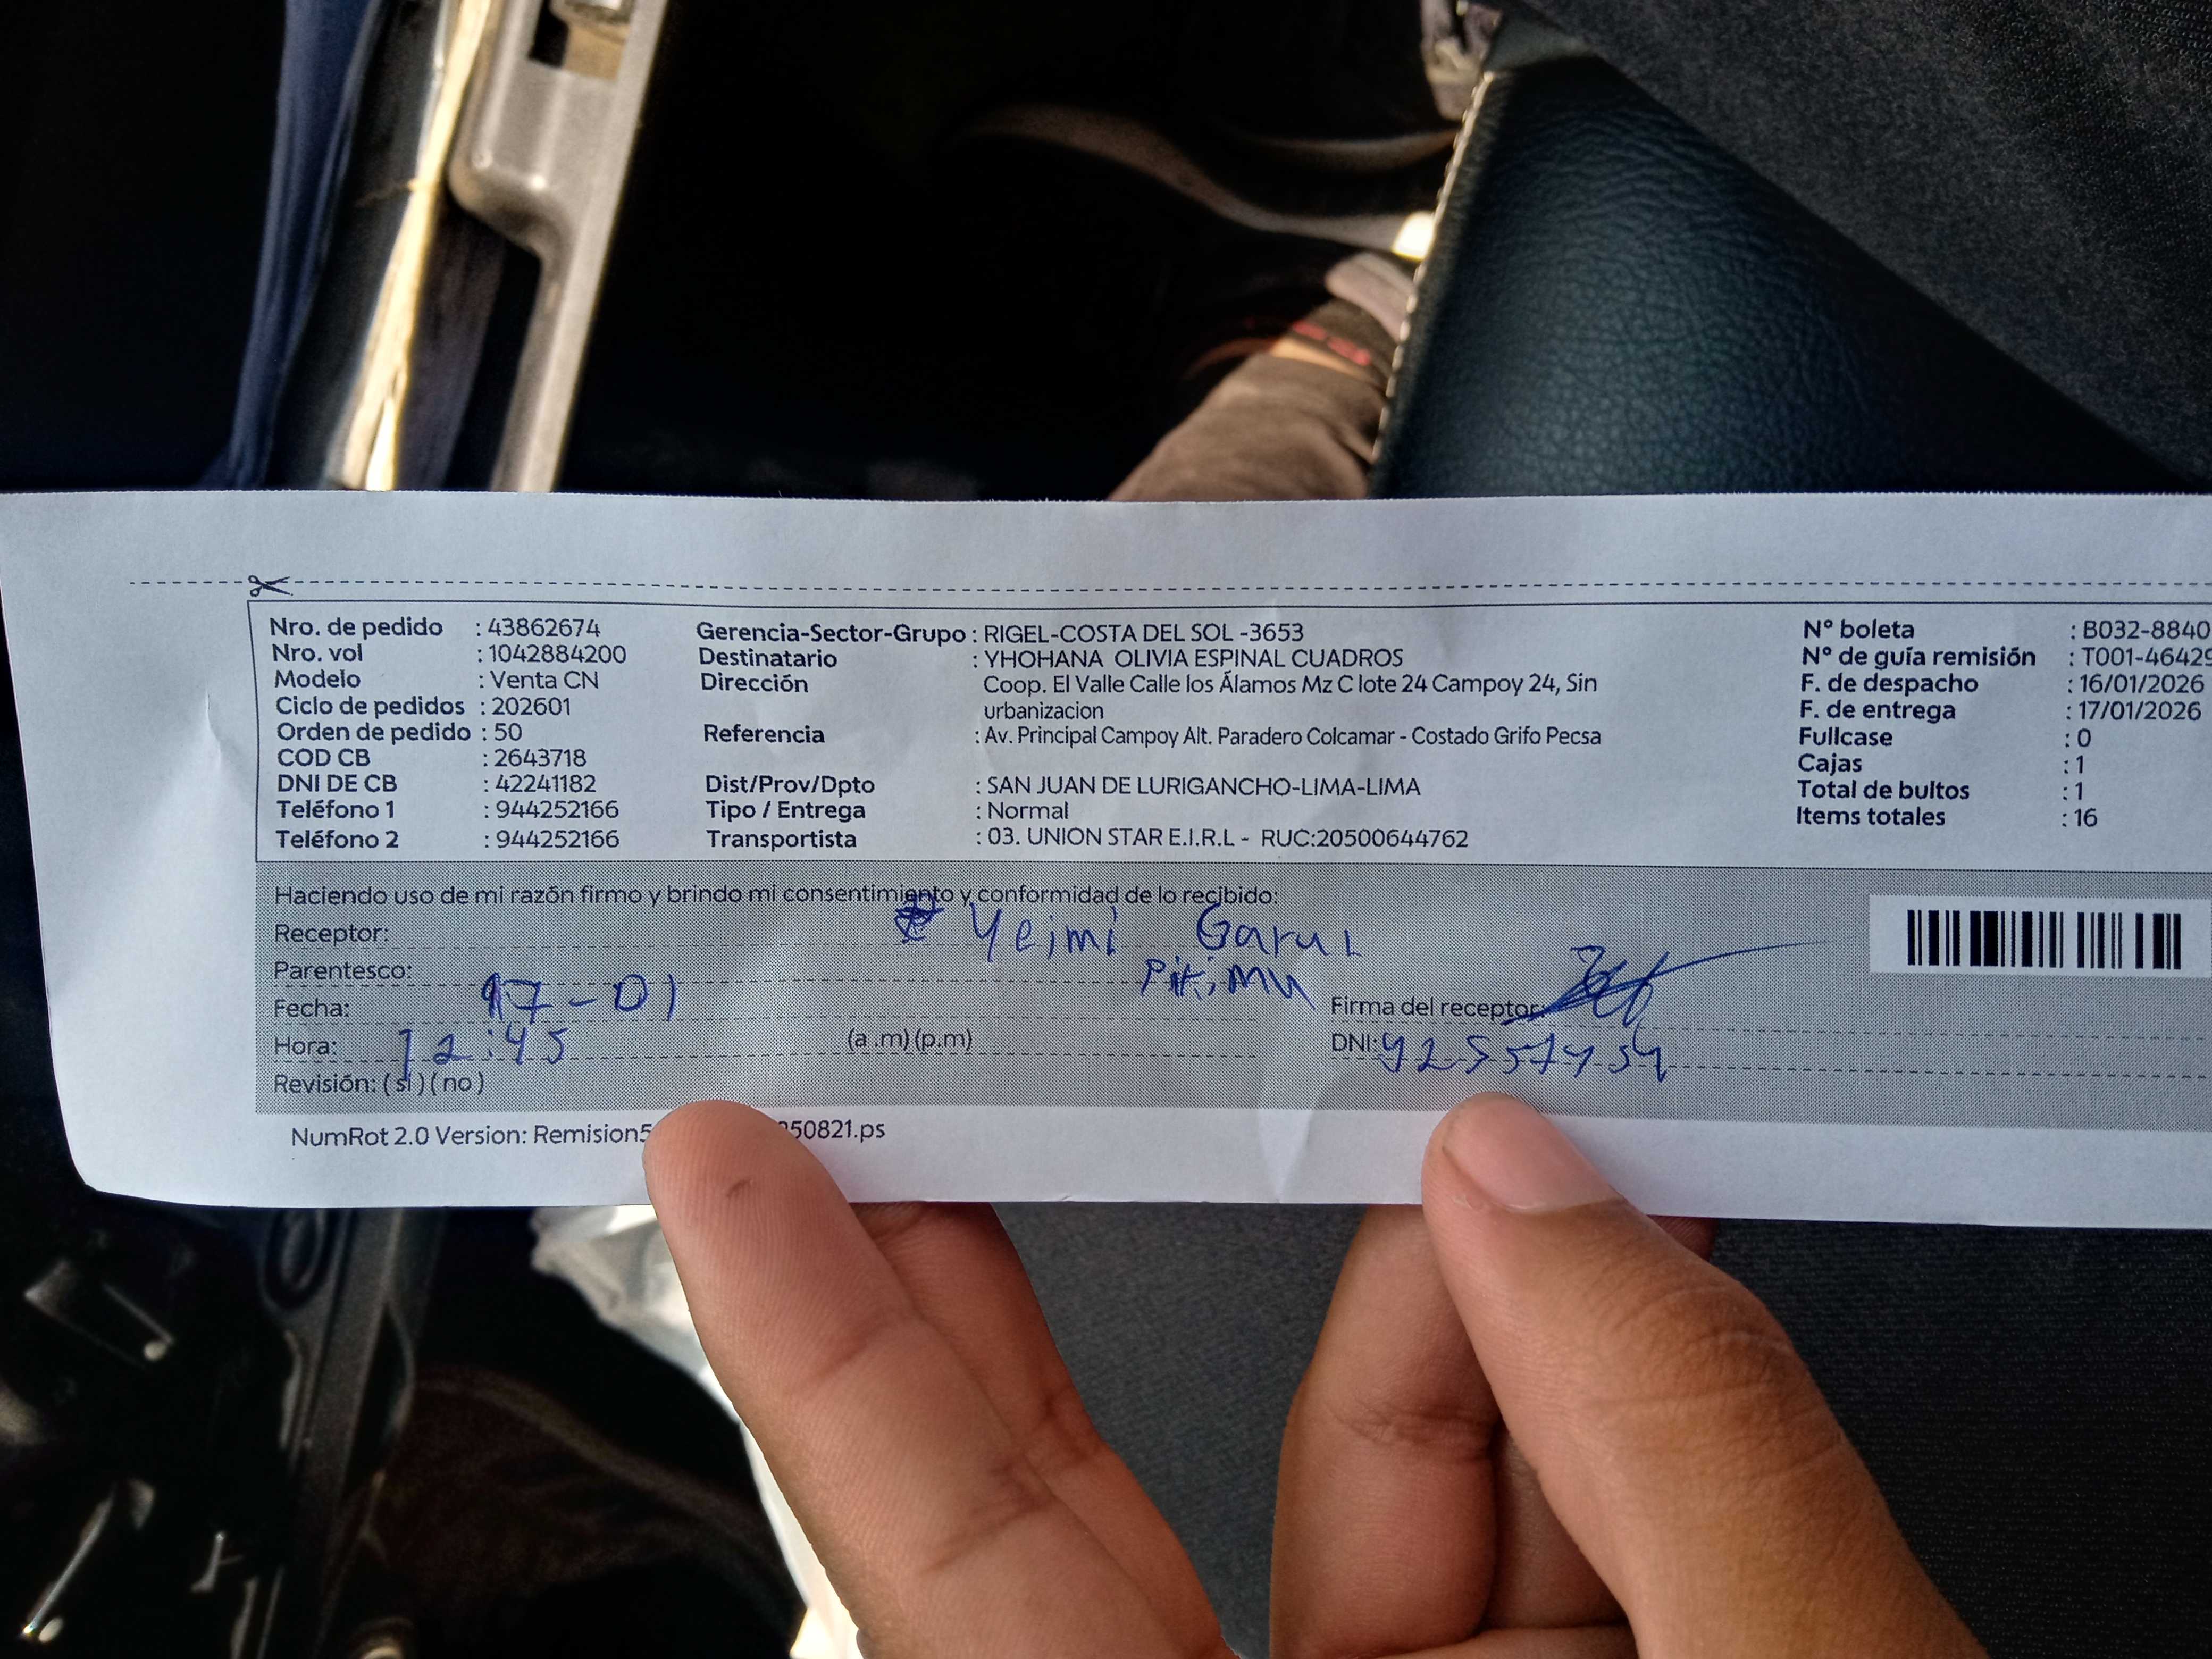 Nro. de pedido : 43862674
Nro. vol : 1042884200
Modelo : Venta CN
Ciclo de pedidos : 202601
Orden de pedido : 50
COD CB : 2643718
DNI DE CB : 42241182
Teléfono 1 : 944252166
Teléfono 2 : 944252166
Gerencia-Sector-Grupo : RIGEL-COSTA DEL SOL -3653
Destinatario : YHOHANA OLIVIA ESPINAL CUADROS
Dirección Coop. El Valle Calle los Álamos Mz C lote 24 Campoy 24, Sin
urbanizacion
Referencia : Av. Principal Campoy Alt. Paradero Colcamar - Costado Grifo Pecsa
Dist/Prov/Dpto : SAN JUAN DE LURIGANCHO-LIMA-LIMA
Tipo / Entrega : Normal
Transportista : 03. UNION STAR E.I.R.L - RUC:20500644762
Nº boleta : B032-8840
Nº de guía remisión : T001-46429
F. de despacho : 16/01/2026
F. de entrega : 17/01/2026
Fullcase : 0
Cajas : 1
Total de bultos : 1
Items totales : 16
Haciendo uso de mi razón firmo y brindo mi consentimiento y conformidad de lo recibido:
Receptor: Yeimi
Parentesco:
Fecha: 17-01
Hora: 12:45 (a.m)(p.m)
Revisión: (si)(no)
Firma del receptor:
DNI:
NumRot 2.0 Version: Remision5 250821.ps